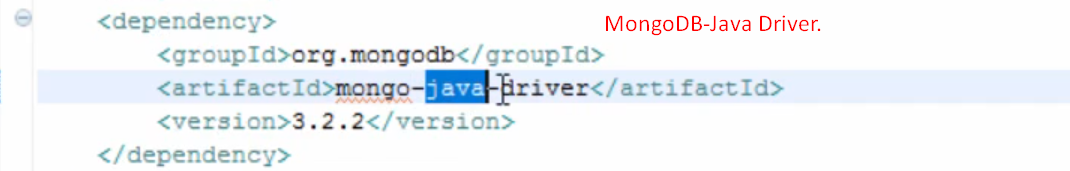 <dependency>
MongoDB-Java Driver.
<groupId>org.mongodb</groupId>
<artifactId>mongo-java-driver</artifactId>
<version>3.2.2</version>
</dependency>